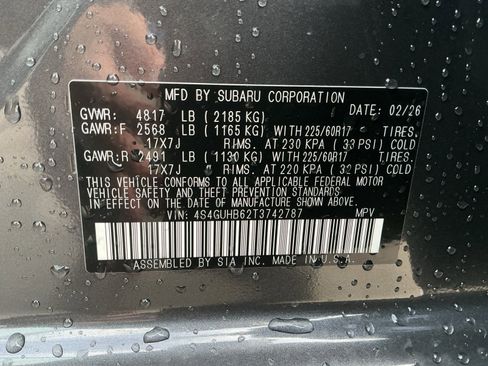 MFD BY SUBARU CORPORATION
DATE: 02/26
GVWR: 4817 LB (2185 KG)
GAWR:F 2568 LB (1165 KG) WITH 225/60R17 TIRES,
17X7J RIMS, AT 230 KPA (33 PSI) COLD
GAWR:R 2491 LB (1130 KG) WITH 225/60R17 TIRES,
17X7J RIMS, AT 220 KPA (32 PSI) COLD
THIS VEHICLE CONFORMS TO ALL APPLICABLE FEDERAL MOTOR
VEHICLE SAFETY, BUMPER, AND THEFT PREVENTION STANDARDS
IN EFFECT ON THE DATE OF MANUFACTURE SHOWN ABOVE.
VIN: 4S4GUHB62T3742787 MPV
ASSEMBLED BY SIA INC. MADE IN U.S.A.